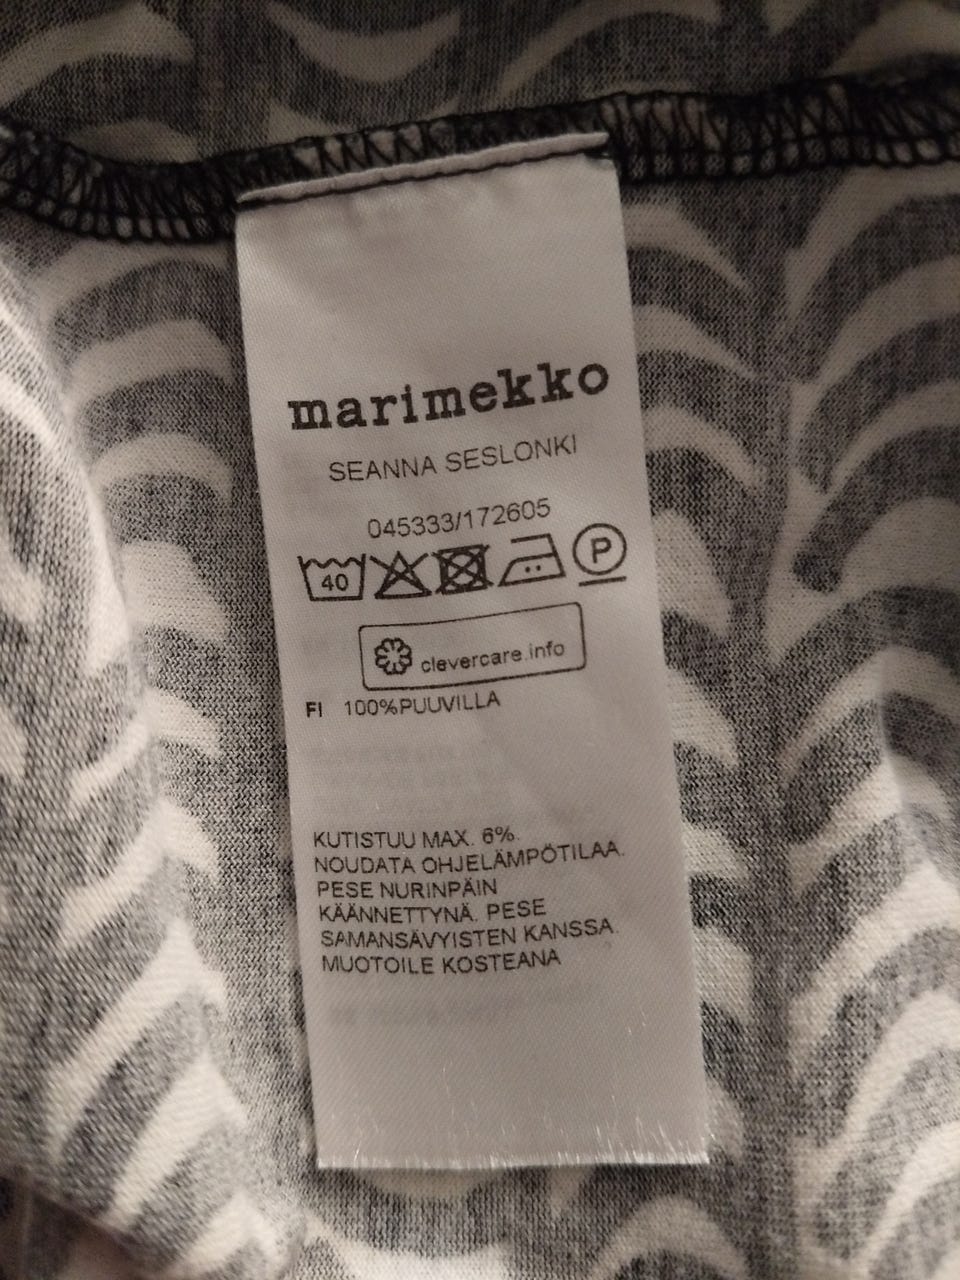 marimekko
SEANNA SESLONKI
045333/172605
40 P
clevercare.info
FI 100%PUUVILLA
KUTISTUU MAX. 6%.
NOUDATA OHJELÄMPÖTILAA.
PESE NURINPÄIN
KÄÄNNETTYNÄ. PESE
SAMANSÄVYISTEN KANSSA.
MUOTOILE KOSTEANA